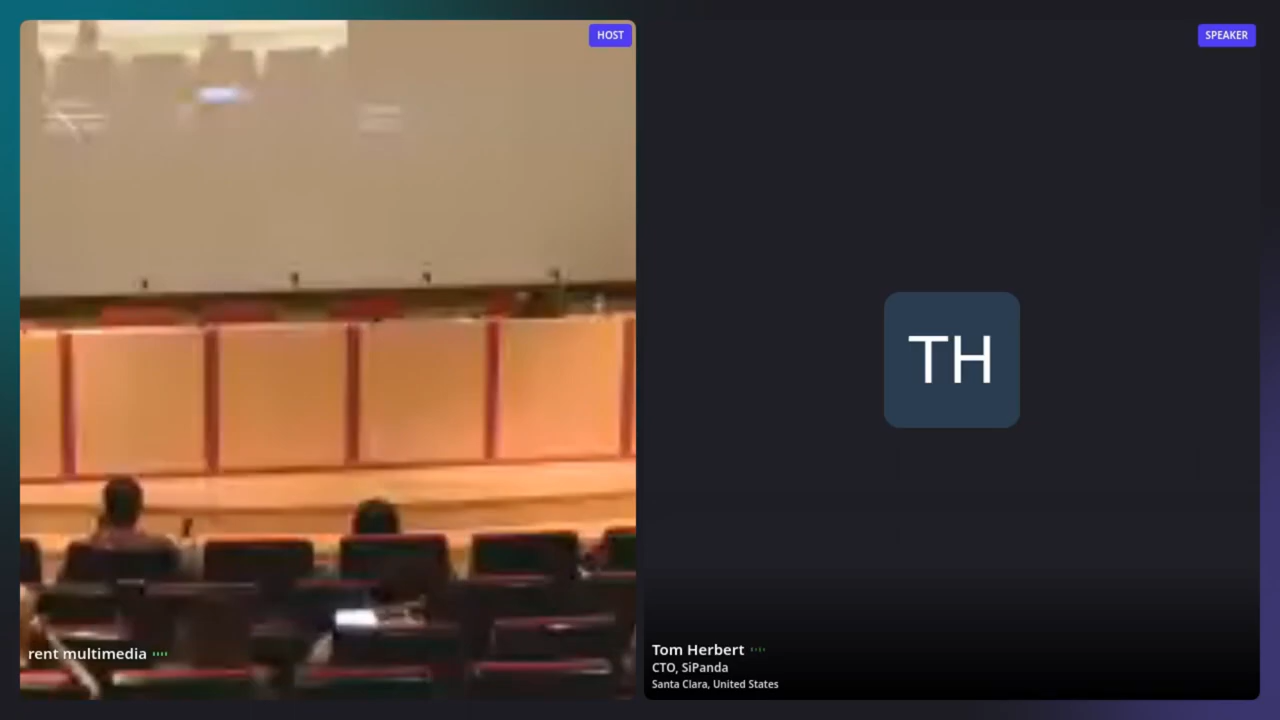 HOST
rent multimedia
SPEAKER
TH
Tom Herbert
CTO, SiPanda
Santa Clara, United States